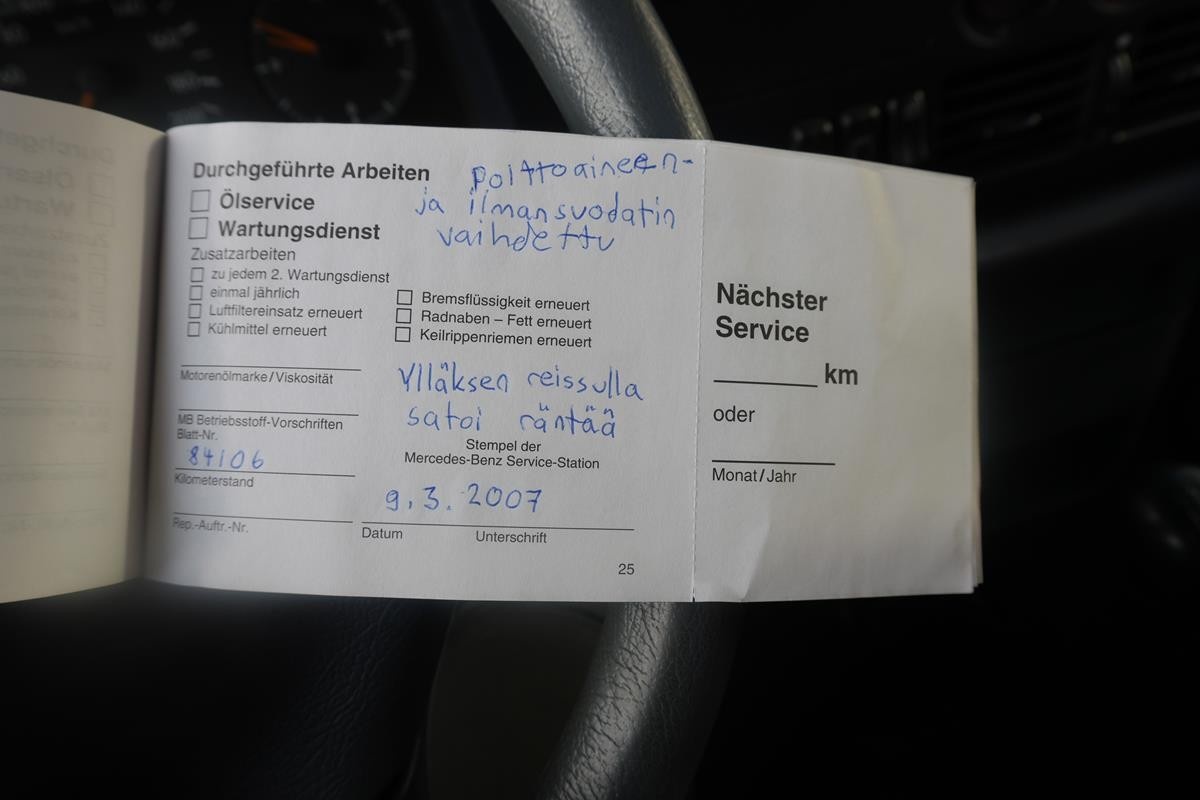 Durchgeführte Arbeiten
Polttoaineen-
ja ilmansuodatin
vaihdettu
Ölservice
Wartungsdienst
Zusatzarbeiten
zu jedem 2. Wartungsdienst
einmal jährlich
Luftfiltereinsatz erneuert
Kühlmittel erneuert
Bremsflüssigkeit erneuert
Radnaben – Fett erneuert
Keilrippenriemen erneuert
Motorenölmarke/Viskosität
Ylläksen reissulla
satoi räntää
MB Betriebsstoff-Vorschriften
Blatt-Nr.
84106
Kilometerstand
Rep.-Auftr.-Nr.
Stempel der
Mercedes-Benz Service-Station
9.3.2007
Datum Unterschrift
25
Nächster
Service
km
oder
Monat/Jahr